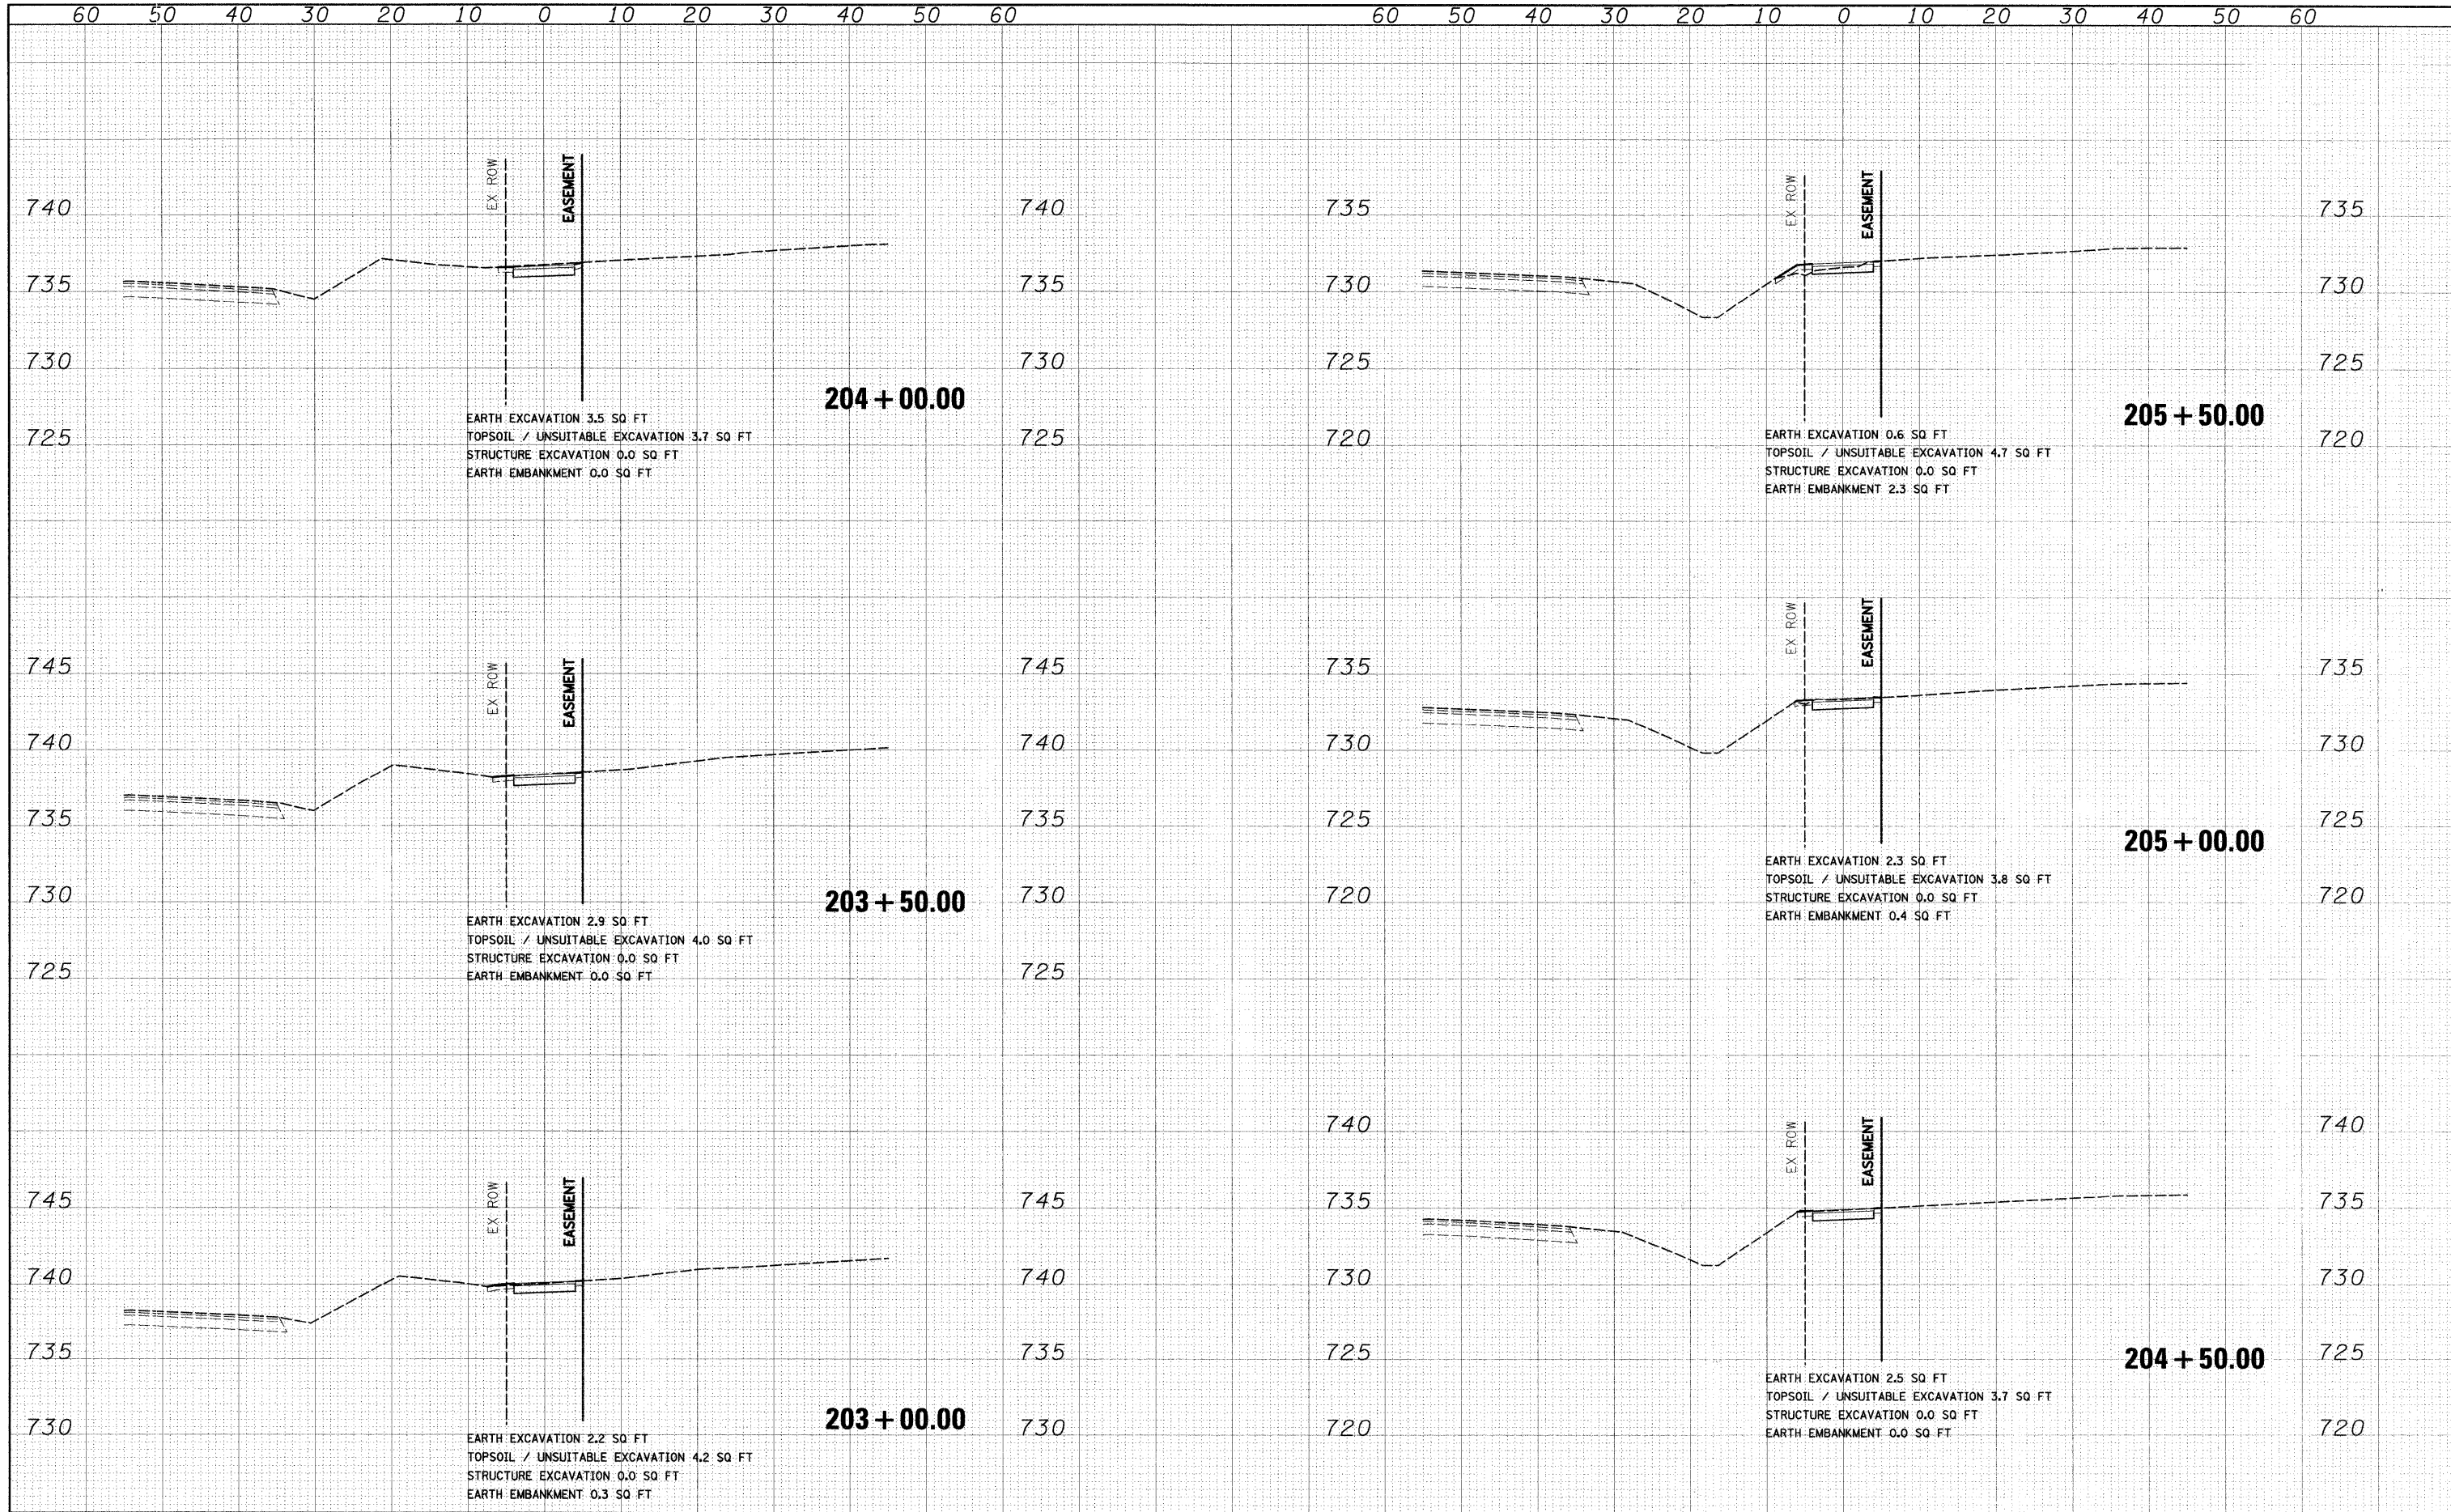 60 50 40 30 20 10 0 10 20 30 40 50 60
60 50 40 30 20 10 0 10 20 30 40 50 60
EX ROW
EASEMENT
740 740
735 735
730 730
725 725
204+00.00
EARTH EXCAVATION 3.5 SQ FT
TOPSOIL / UNSUITABLE EXCAVATION 3.7 SQ FT
STRUCTURE EXCAVATION 0.0 SQ FT
EARTH EMBANKMENT 0.0 SQ FT
EX ROW
EASEMENT
745 745
740 740
735 735
730 730
725 725
203+50.00
EARTH EXCAVATION 2.9 SQ FT
TOPSOIL / UNSUITABLE EXCAVATION 4.0 SQ FT
STRUCTURE EXCAVATION 0.0 SQ FT
EARTH EMBANKMENT 0.0 SQ FT
EX ROW
EASEMENT
745 745
740 740
735 735
730 730
203+00.00
EARTH EXCAVATION 2.2 SQ FT
TOPSOIL / UNSUITABLE EXCAVATION 4.2 SQ FT
STRUCTURE EXCAVATION 0.0 SQ FT
EARTH EMBANKMENT 0.3 SQ FT
EX ROW
EASEMENT
735 735
730 730
725 725
720 720
205+50.00
EARTH EXCAVATION 0.6 SQ FT
TOPSOIL / UNSUITABLE EXCAVATION 4.7 SQ FT
STRUCTURE EXCAVATION 0.0 SQ FT
EARTH EMBANKMENT 2.3 SQ FT
EX ROW
EASEMENT
735 735
730 730
725 725
720 720
205+00.00
EARTH EXCAVATION 2.3 SQ FT
TOPSOIL / UNSUITABLE EXCAVATION 3.8 SQ FT
STRUCTURE EXCAVATION 0.0 SQ FT
EARTH EMBANKMENT 0.4 SQ FT
EX ROW
EASEMENT
740 740
735 735
730 730
725 725
720 720
204+50.00
EARTH EXCAVATION 2.5 SQ FT
TOPSOIL / UNSUITABLE EXCAVATION 3.7 SQ FT
STRUCTURE EXCAVATION 0.0 SQ FT
EARTH EMBANKMENT 0.0 SQ FT